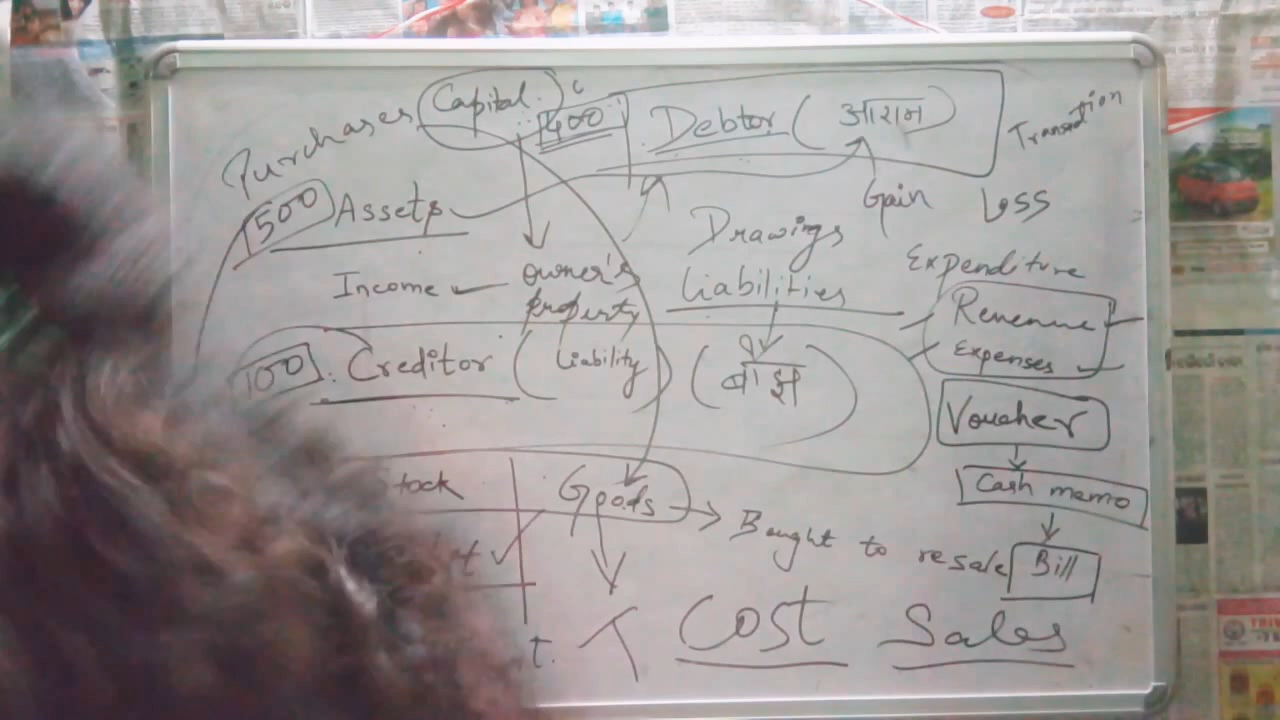 Purchases Capital.
400 Debtor (आराम) Transaction
500 Assets Gain Loss
Drawings
Income owner's Expenditure
property Liabilities Revenue
100 Creditor (Liability) (बोझ) Expenses
Voucher
Goods Cash memo
Bought to resale Bill
Cost Sales